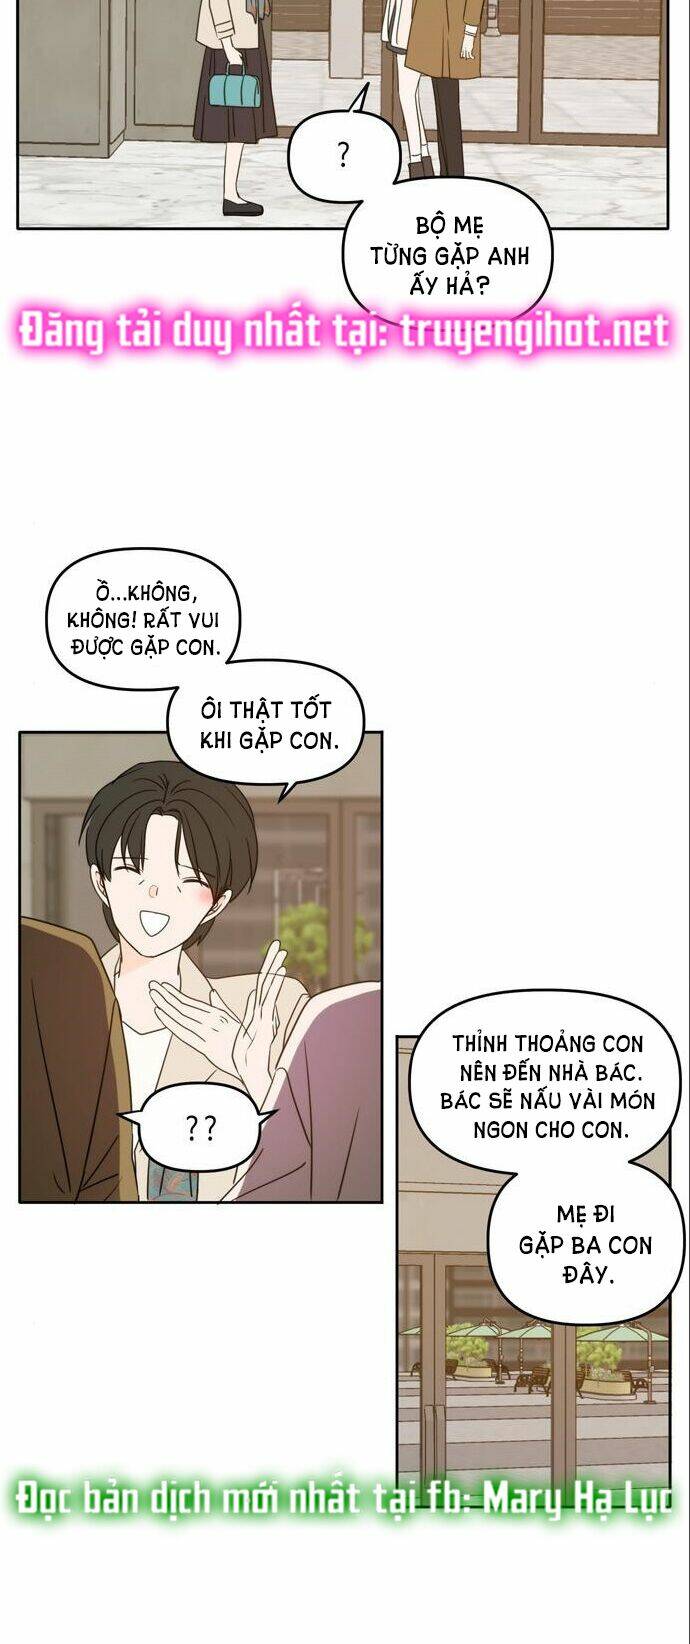 ?
BỘ MẸ
TỪNG GẶP ANH
ẤY HẢ?
Đăng tải duy nhất tại: truyengihot.net
Ồ...KHÔNG,
KHÔNG! RẤT VUI
ĐƯỢC GẶP CON.
ÔI THẬT TỐT
KHI GẶP CON.
??
THỈNH THOẢNG CON
NÊN ĐẾN NHÀ BÁC.
BÁC SẼ NẤU VÀI MÓN
NGON CHO CON.
MẸ ĐI
GẶP BA CON
ĐÂY.
Đọc bản dịch mới nhất tại fb: Mary Hạ Lục